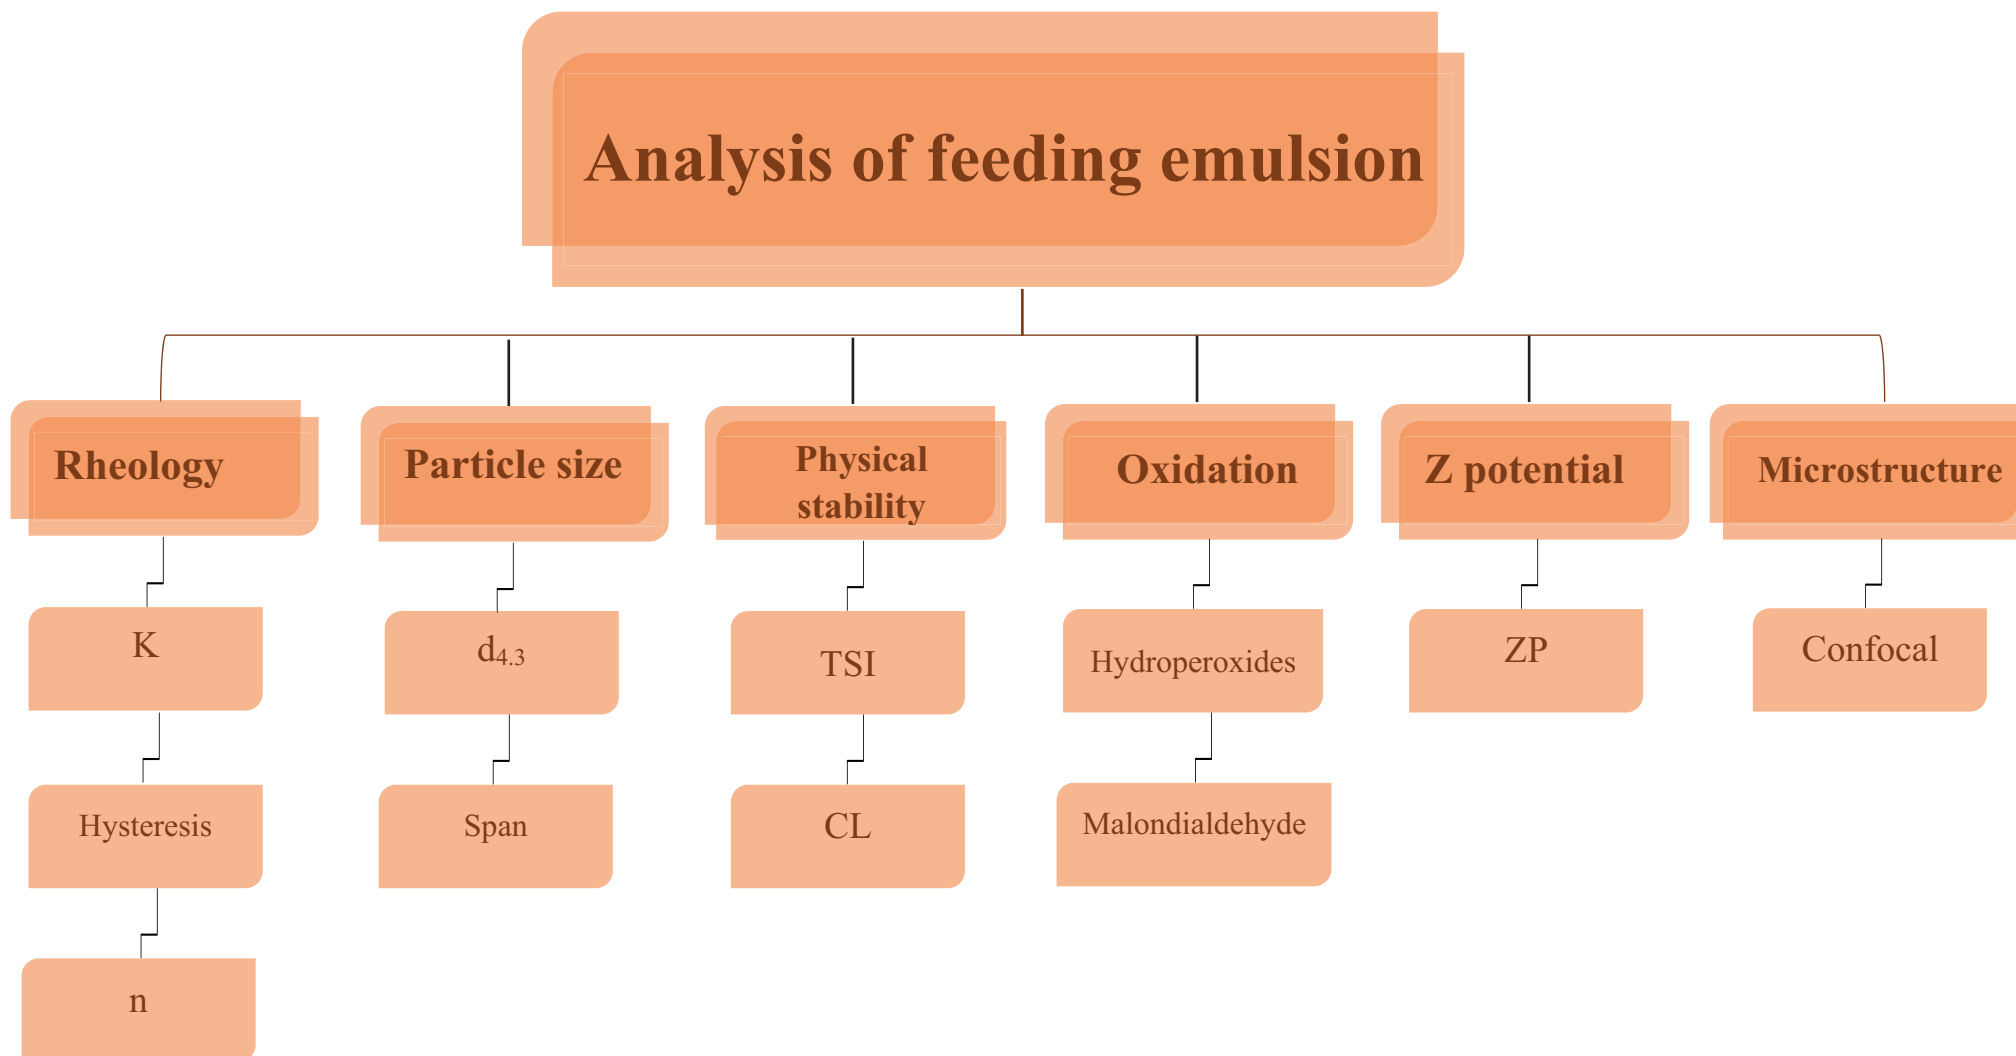 Analysis of feeding emulsion
Rheology
Particle size
Physical
stability
Oxidation
Z potential
Microstructure
K
d4.3
TSI
Hydroperoxides
ZP
Confocal
Hysteresis
Span
CL
Malondialdehyde
n